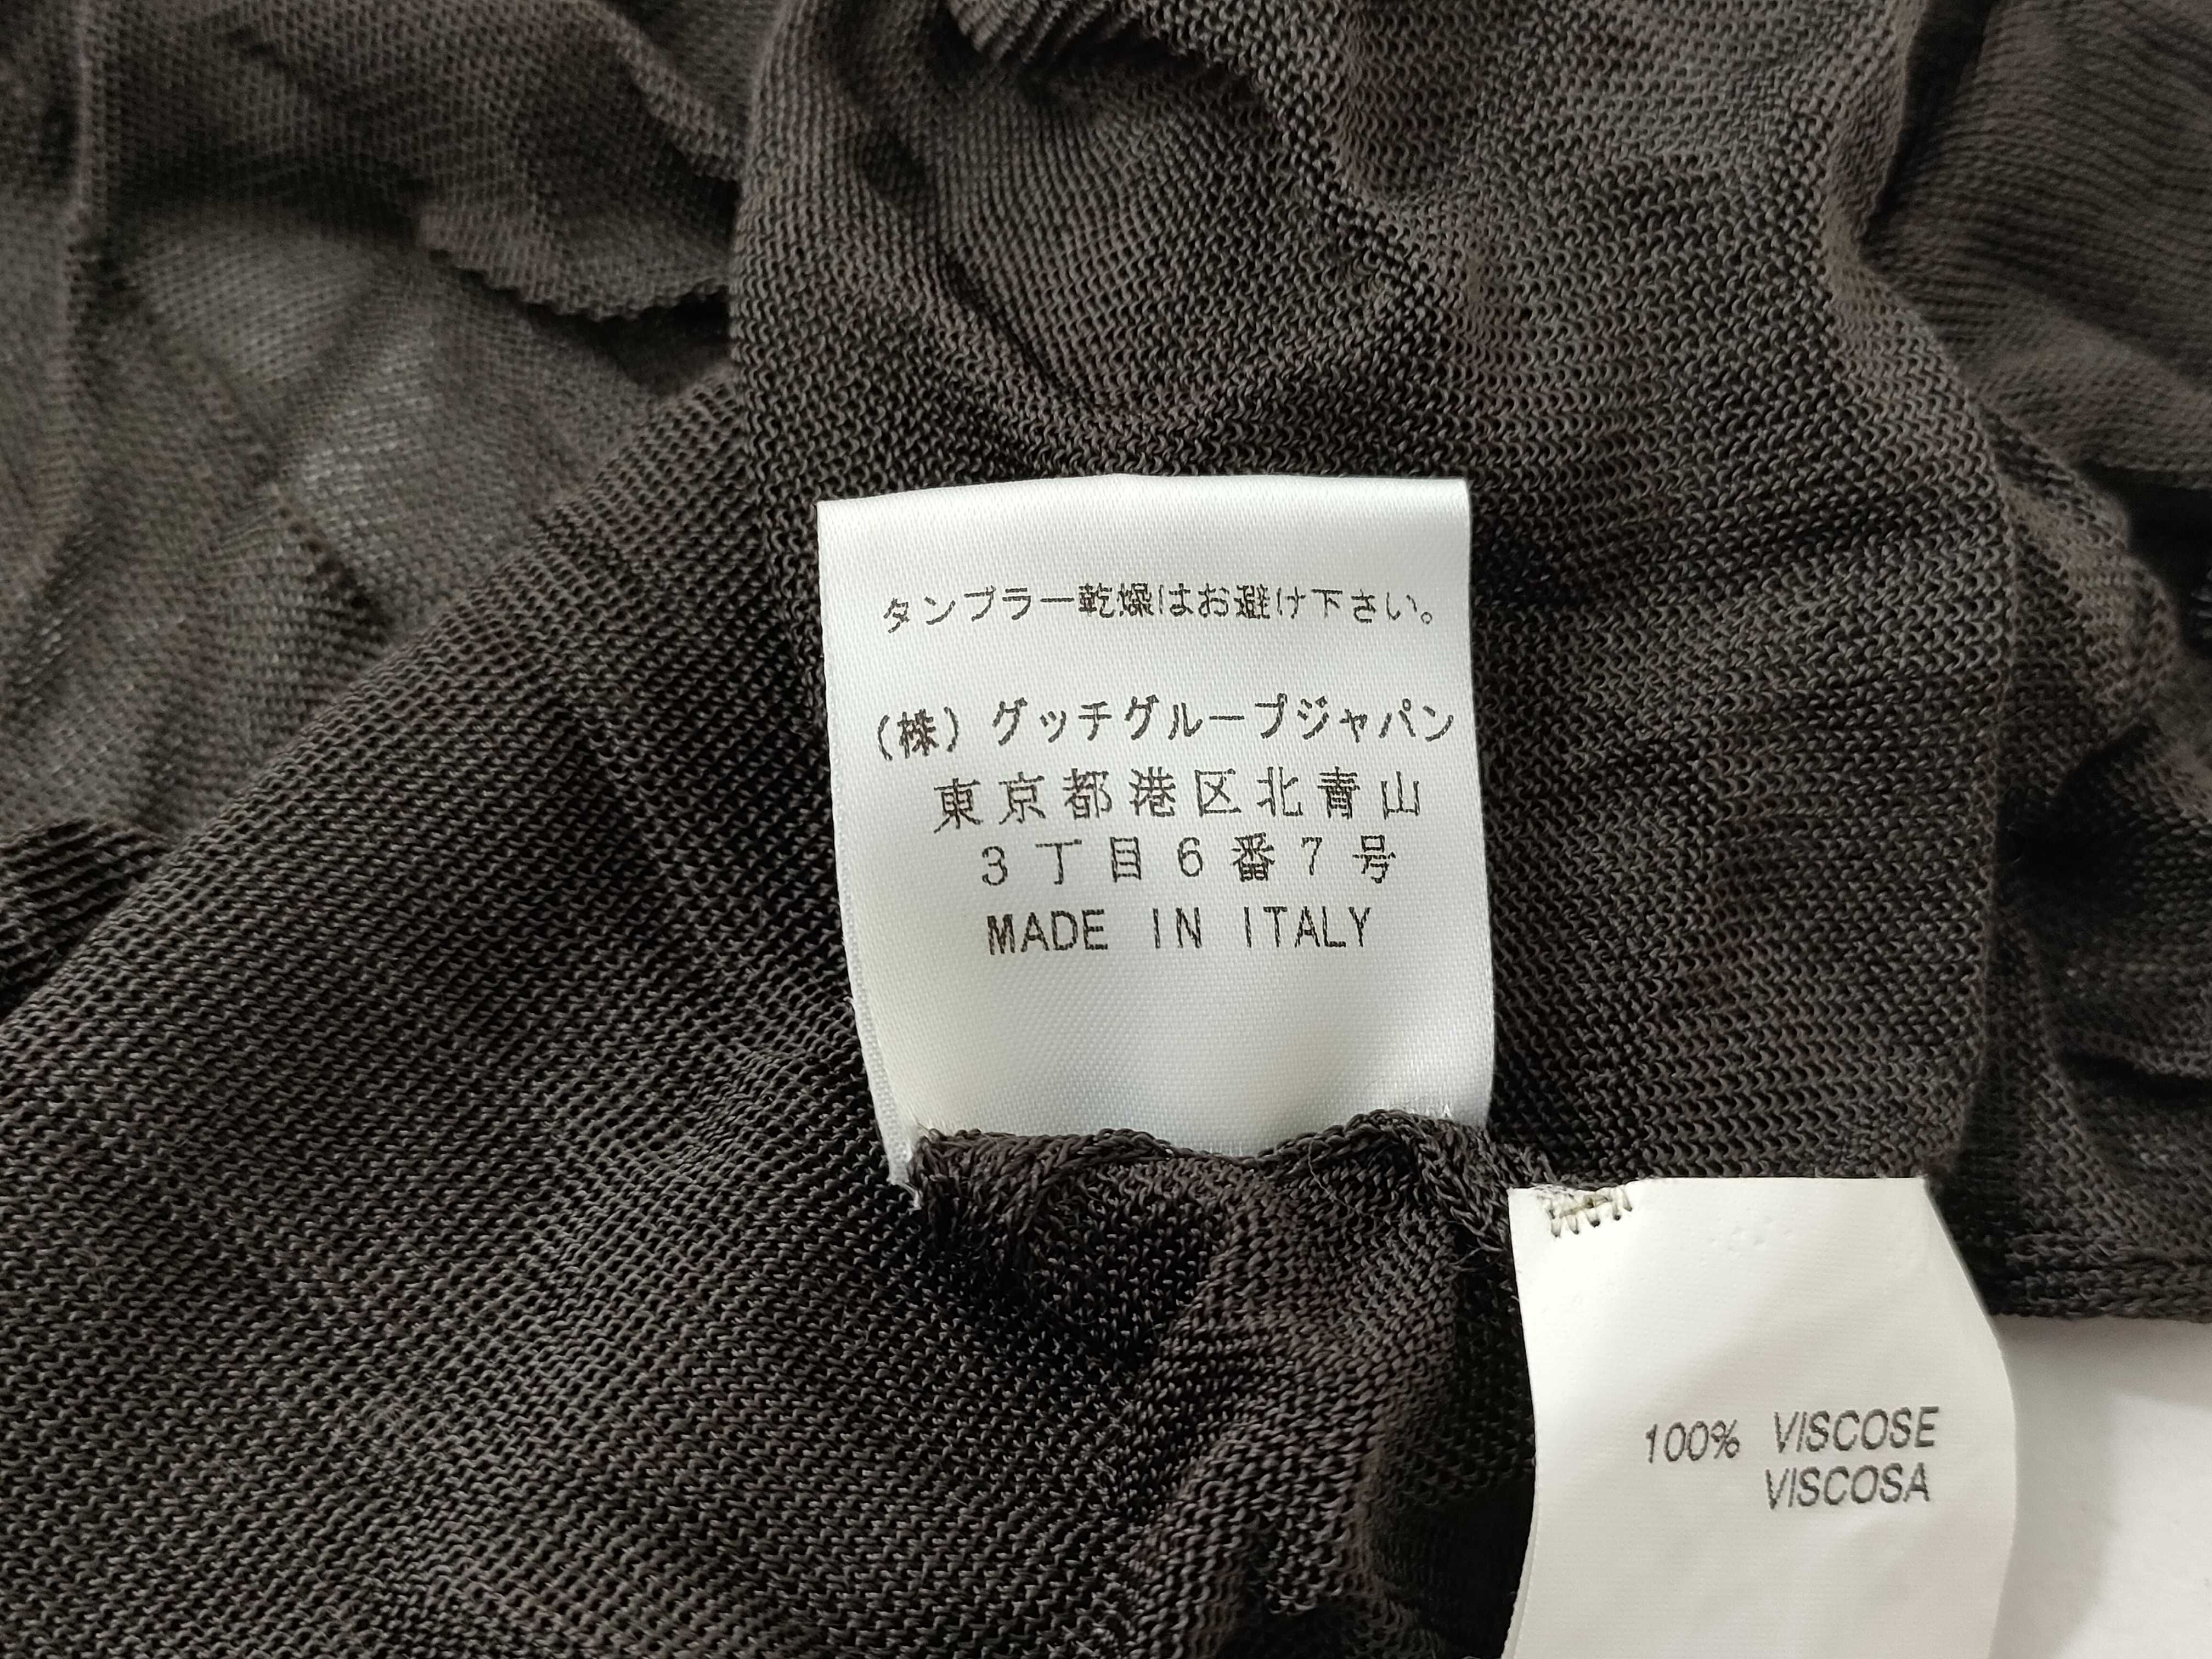 タンブラー乾燥はお避け下さい。
(株) グッチグループジャパン
東京都港区北青山
3丁目6番7号
MADE IN ITALY
100% VISCOSE
VISCOSA